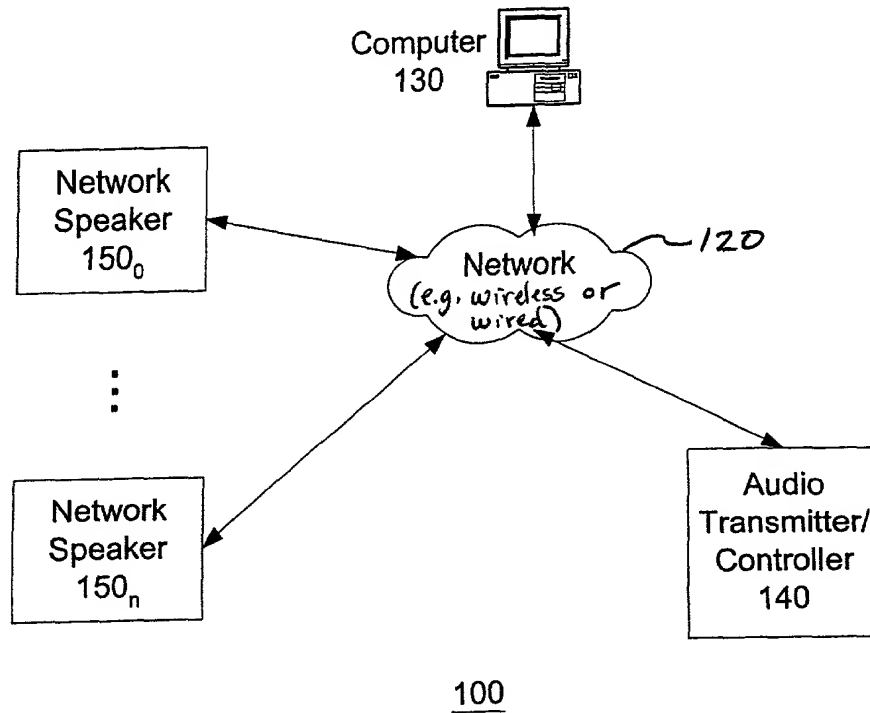 Computer
130
Network
Speaker
150₀
120
Network
(e.g. wireless or
wired)
Network
Speaker
150ₙ
Audio
Transmitter/
Controller
140
100